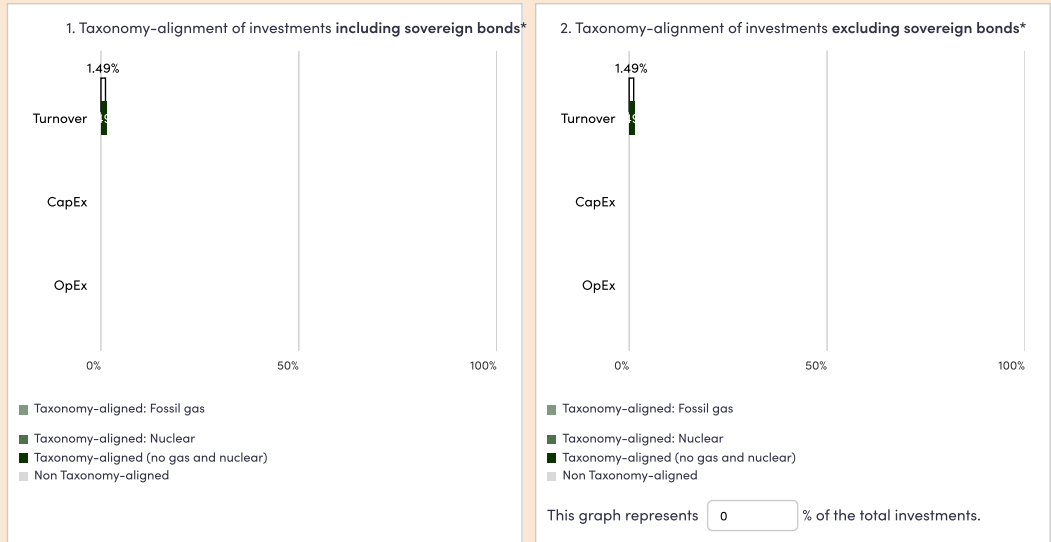 1. Taxonomy-alignment of investments including sovereign bonds*
1.49%
Turnover
CapEx
OpEx
0% 50% 100%
Taxonomy-aligned: Fossil gas
Taxonomy-aligned: Nuclear
Taxonomy-aligned (no gas and nuclear)
Non Taxonomy-aligned
2. Taxonomy-alignment of investments excluding sovereign bonds*
1.49%
Turnover
CapEx
OpEx
0% 50% 100%
Taxonomy-aligned: Fossil gas
Taxonomy-aligned: Nuclear
Taxonomy-aligned (no gas and nuclear)
Non Taxonomy-aligned
This graph represents 0 % of the total investments.